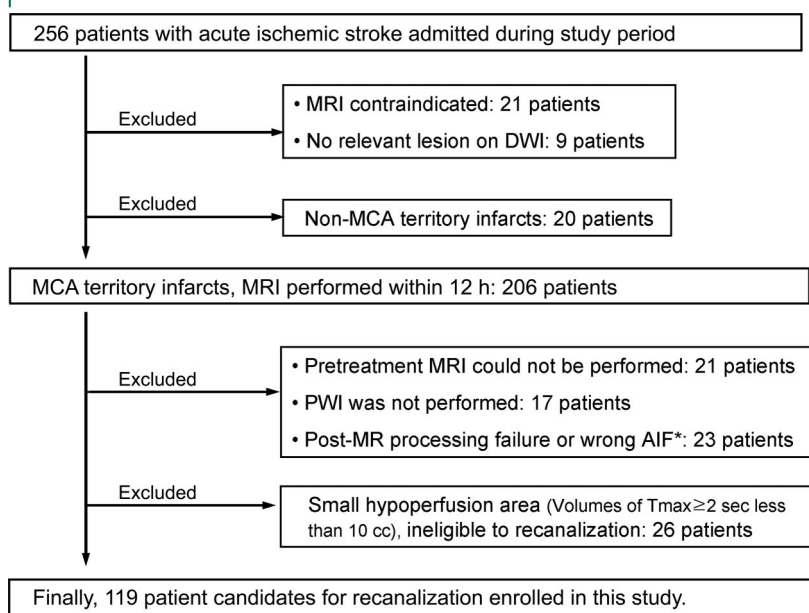 256 patients with acute ischemic stroke admitted during study period
Excluded
• MRI contraindicated: 21 patients
• No relevant lesion on DWI: 9 patients
Excluded
Non-MCA territory infarcts: 20 patients
MCA territory infarcts, MRI performed within 12 h: 206 patients
Excluded
• Pretreatment MRI could not be performed: 21 patients
• PWI was not performed: 17 patients
• Post-MR processing failure or wrong AIF*: 23 patients
Excluded
Small hypoperfusion area (Volumes of Tmax≥2 sec less
than 10 cc), ineligible to recanalization: 26 patients
Finally, 119 patient candidates for recanalization enrolled in this study.